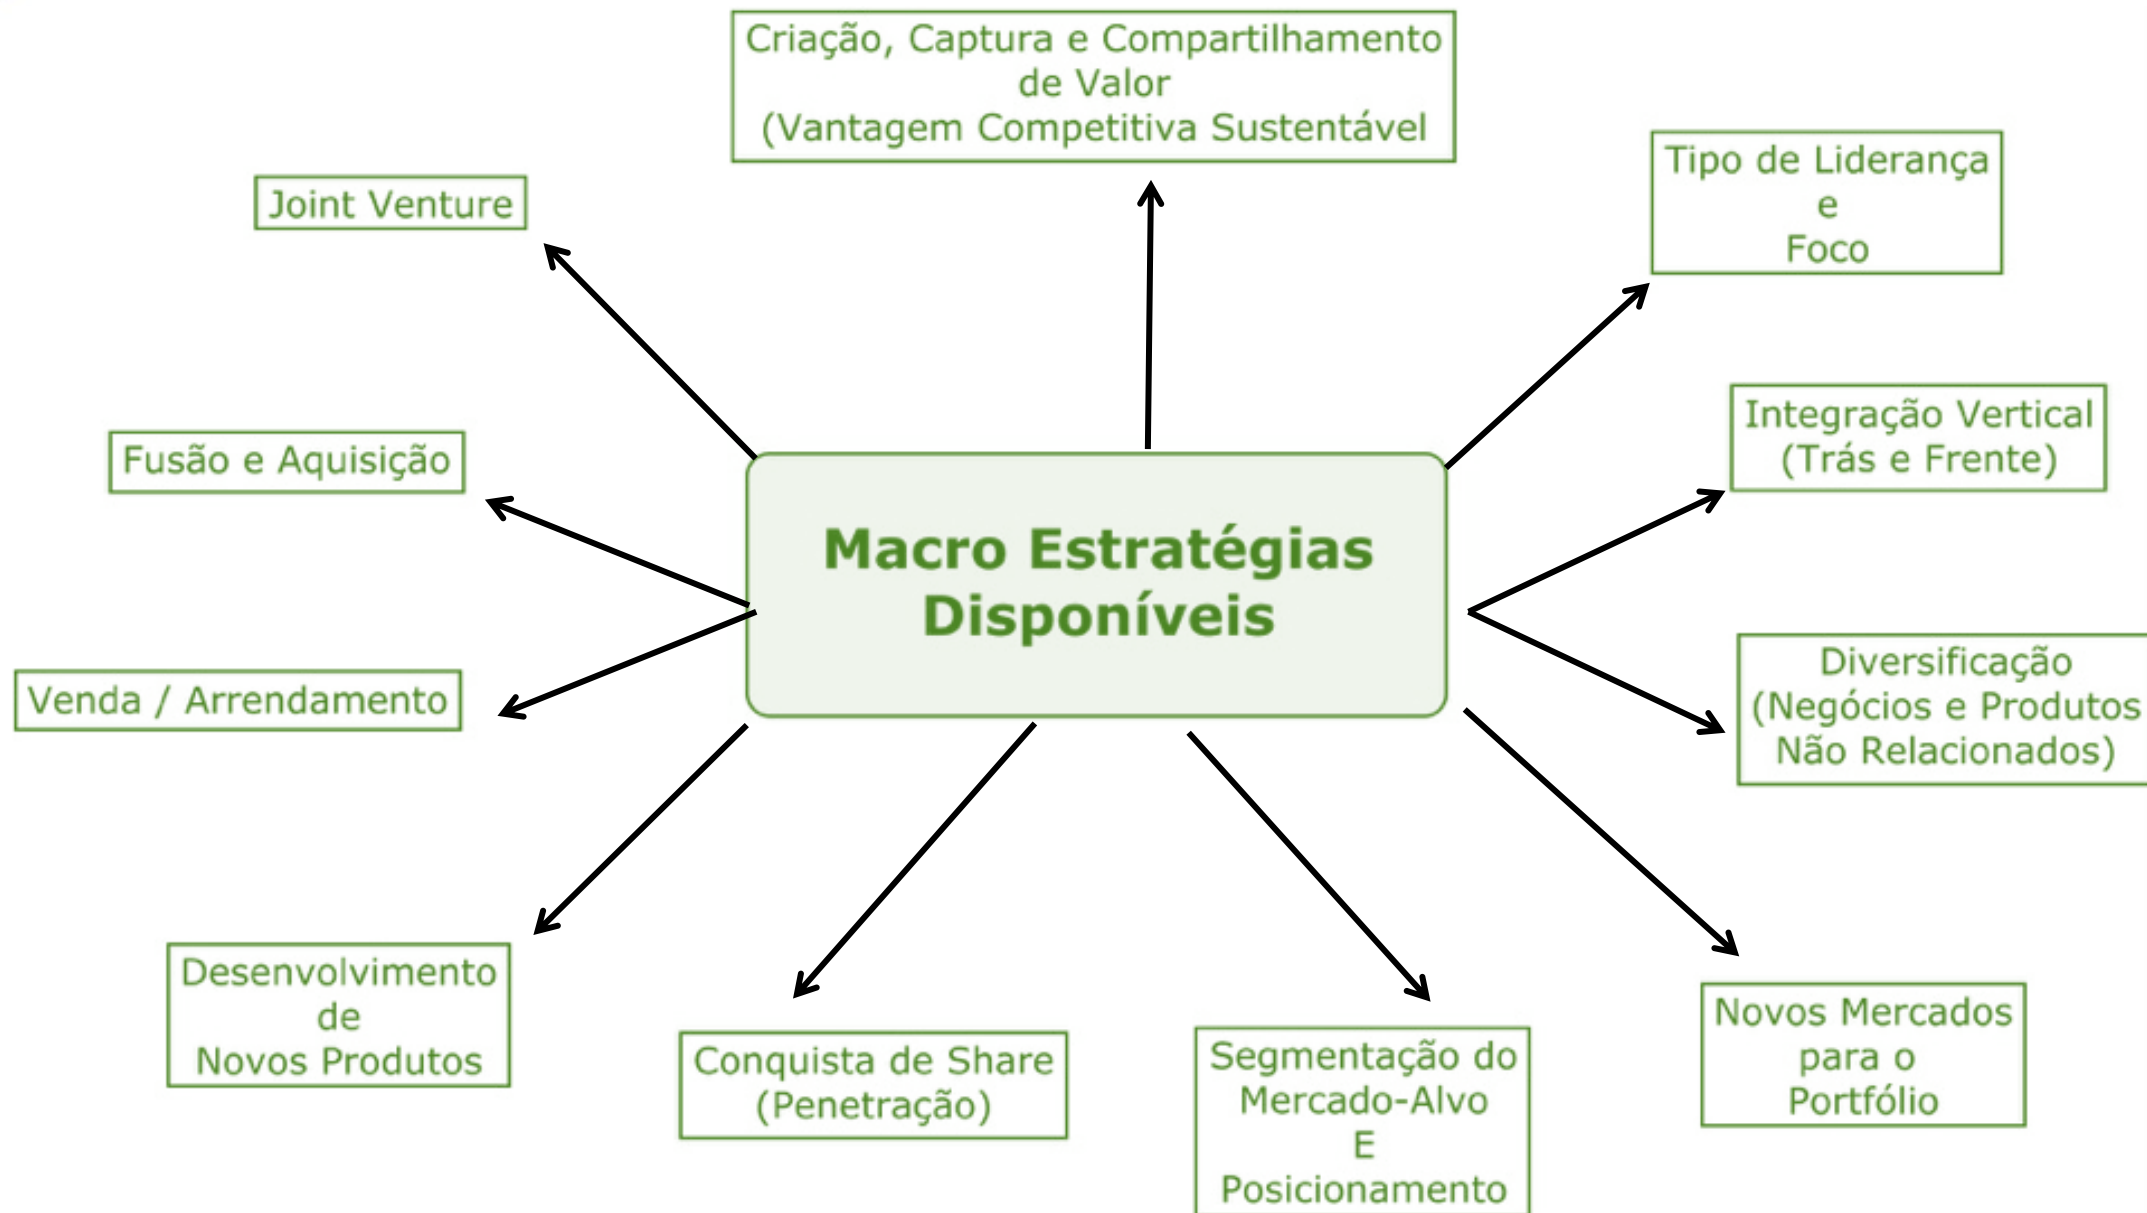 Criação, Captura e Compartilhamento
de Valor
(Vantagem Competitiva Sustentável
Tipo de Liderança
e
Foco
Joint Venture
Integração Vertical
(Trás e Frente)
Fusão e Aquisição
Macro Estratégias
Disponíveis
Diversificação
(Negócios e Produtos
Não Relacionados)
Venda / Arrendamento
Desenvolvimento
de
Novos Produtos
Conquista de Share
(Penetração)
Segmentação do
Mercado-Alvo
E
Posicionamento
Novos Mercados
para o
Portfólio